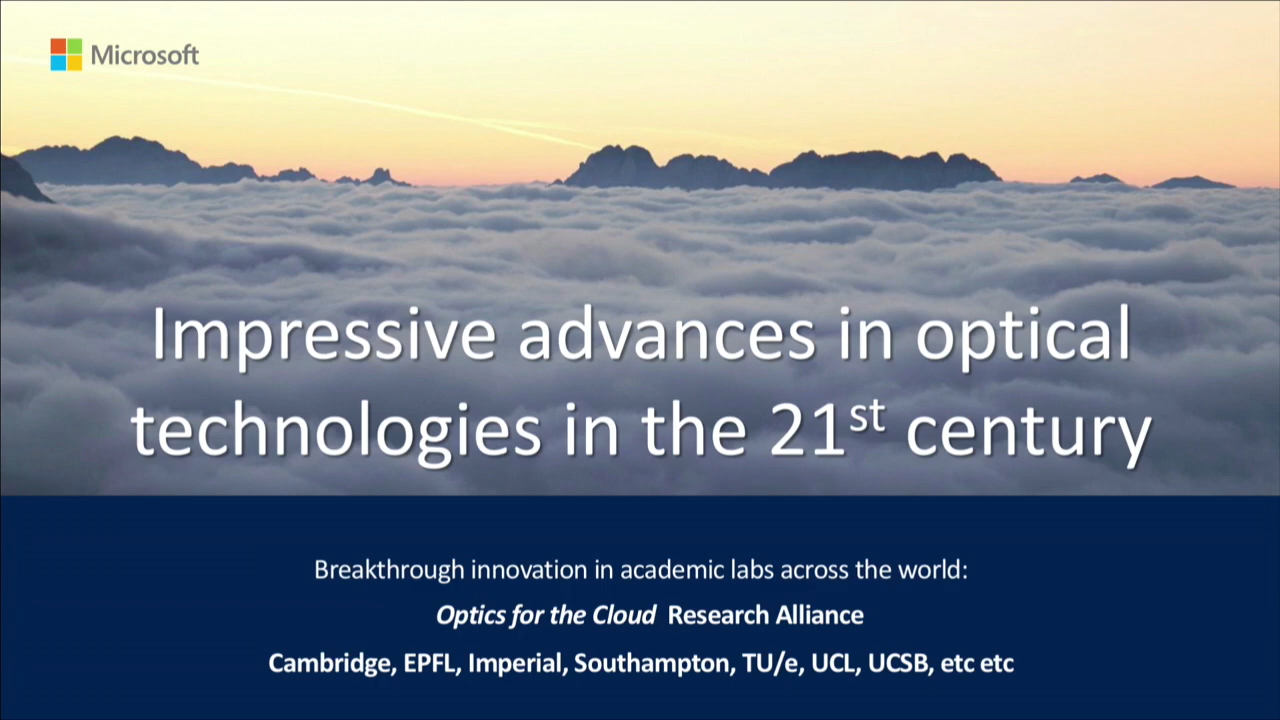 Microsoft
Impressive advances in optical
technologies in the 21st century
Breakthrough innovation in academic labs across the world:
Optics for the Cloud Research Alliance
Cambridge, EPFL, Imperial, Southampton, TU/e, UCL, UCSB, etc etc